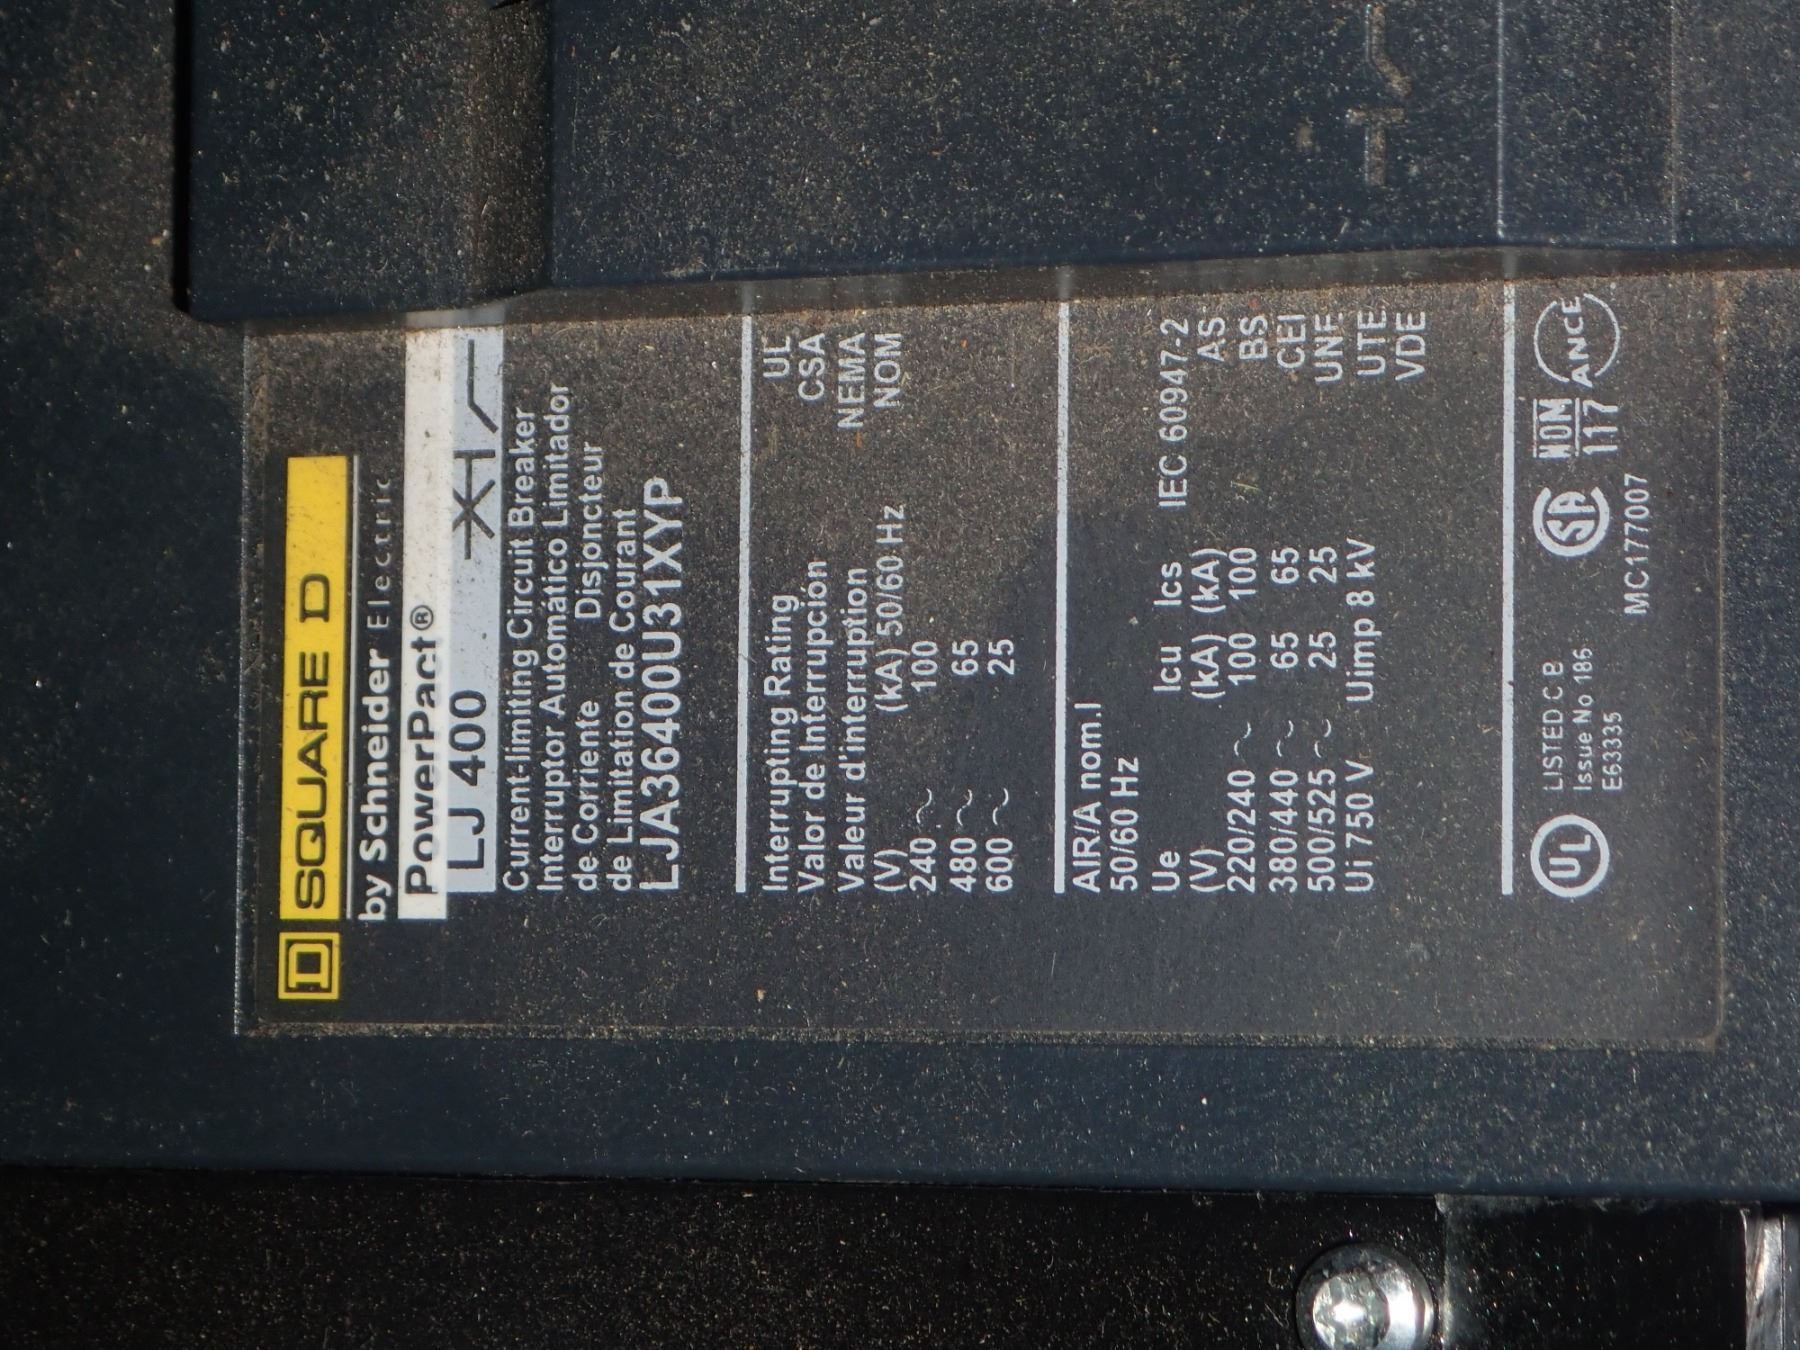 D SQUARE D
by Schneider Electric
PowerPact®
LJ 400
Current-limiting Circuit Breaker
Interruptor Automático Limitador
de Corriente Disjoncteur
de Limitation de Courant
LJA36400U31XYP
Interrupting Rating UL
Valor de Interrupción CSA
Valeur d'interruption NEMA
(V) (kA) 50/60 Hz NOM
240 ~ 100
480 ~ 65
600 ~ 25
AIR/A nom.I
50/60 Hz
Ue Icu Ics IEC 60947-2
(V) (kA) (kA) AS
220/240 ~ 100 100 BS
380/440 ~ 65 65 CEI
500/525 ~ 25 25 UNE
Ui 750 V Uimp 8 kV UTE
VDE
UL LISTED C B SA NOM ANCE
Issue No 186 117
E63335 MC177007